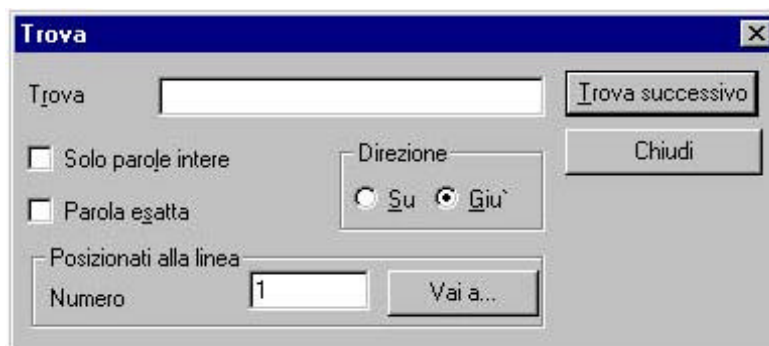 Trova
Trova
Trova successivo
Solo parole intere
Direzione
Chiudi
Su
Giu`
Parola esatta
Posizionati alla linea
Numero
1
Vai a...